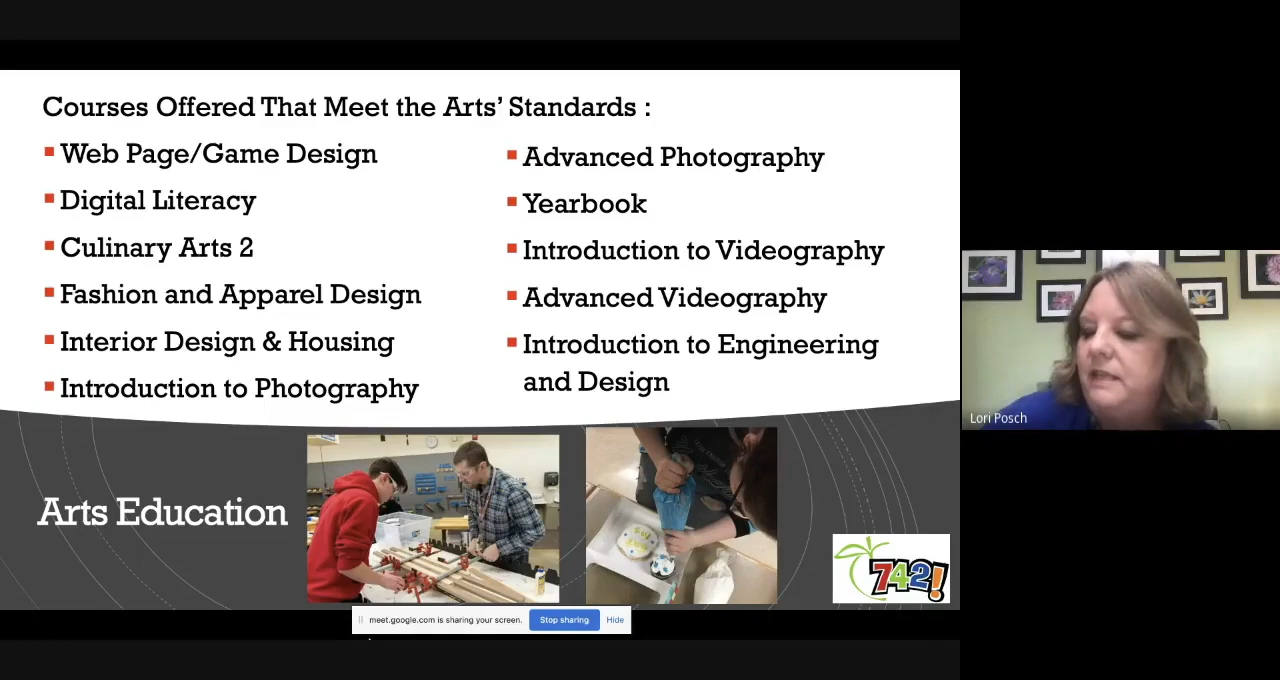 Courses Offered That Meet the Arts’ Standards :
Web Page/Game Design
Digital Literacy
Culinary Arts 2
Fashion and Apparel Design
Interior Design & Housing
Introduction to Photography
Advanced Photography
Yearbook
Introduction to Videography
Advanced Videography
Introduction to Engineering
and Design
Arts Education
742!
meet.google.com is sharing your screen. Stop sharing Hide
Lori Posch